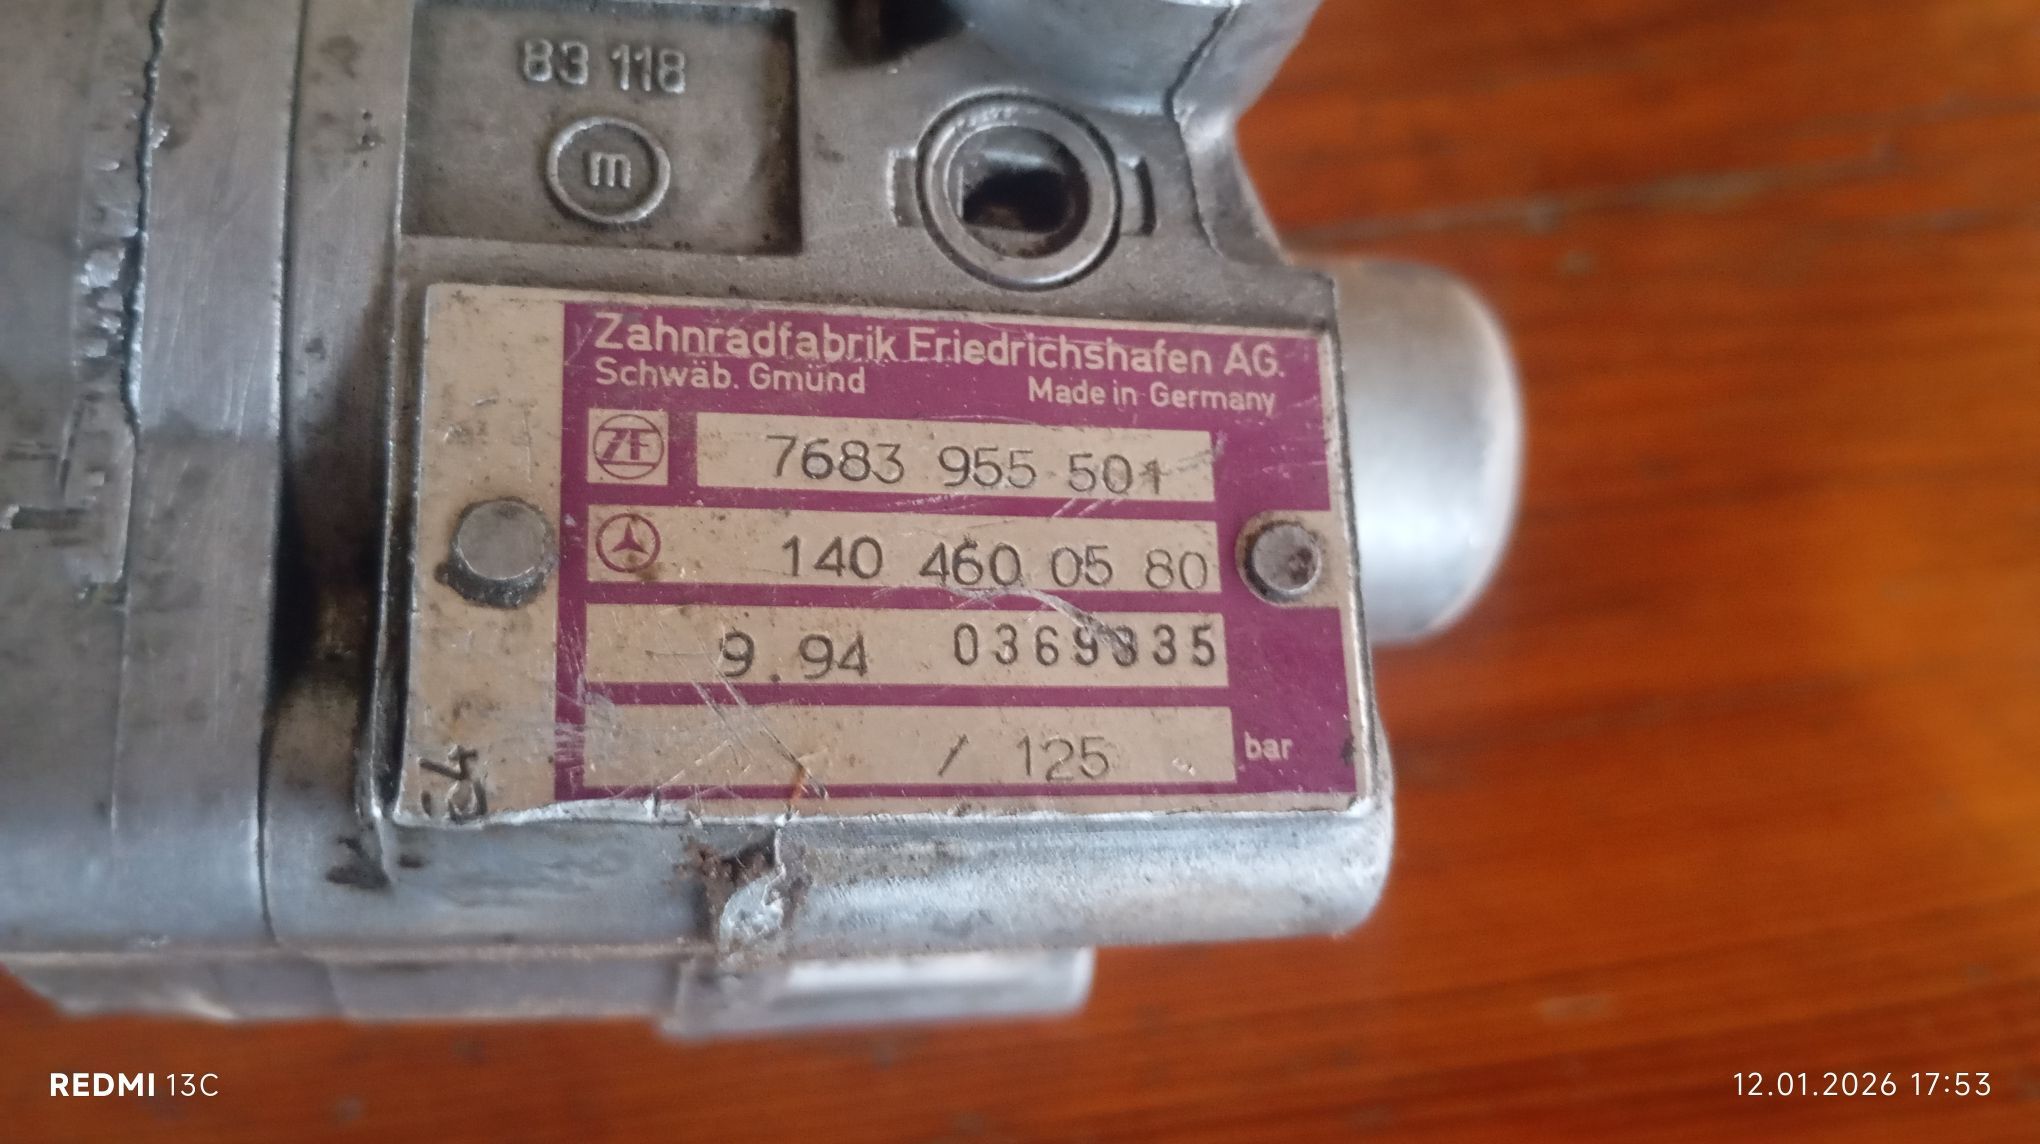 83 118
m
Zahnradfabrik Friedrichshafen AG.
Schwäb. Gmünd Made in Germany
ZF 7683 955 501
140 460 05 80
9.94 0369335
/ 125 bar
REDMI 13C
12.01.2026 17:53